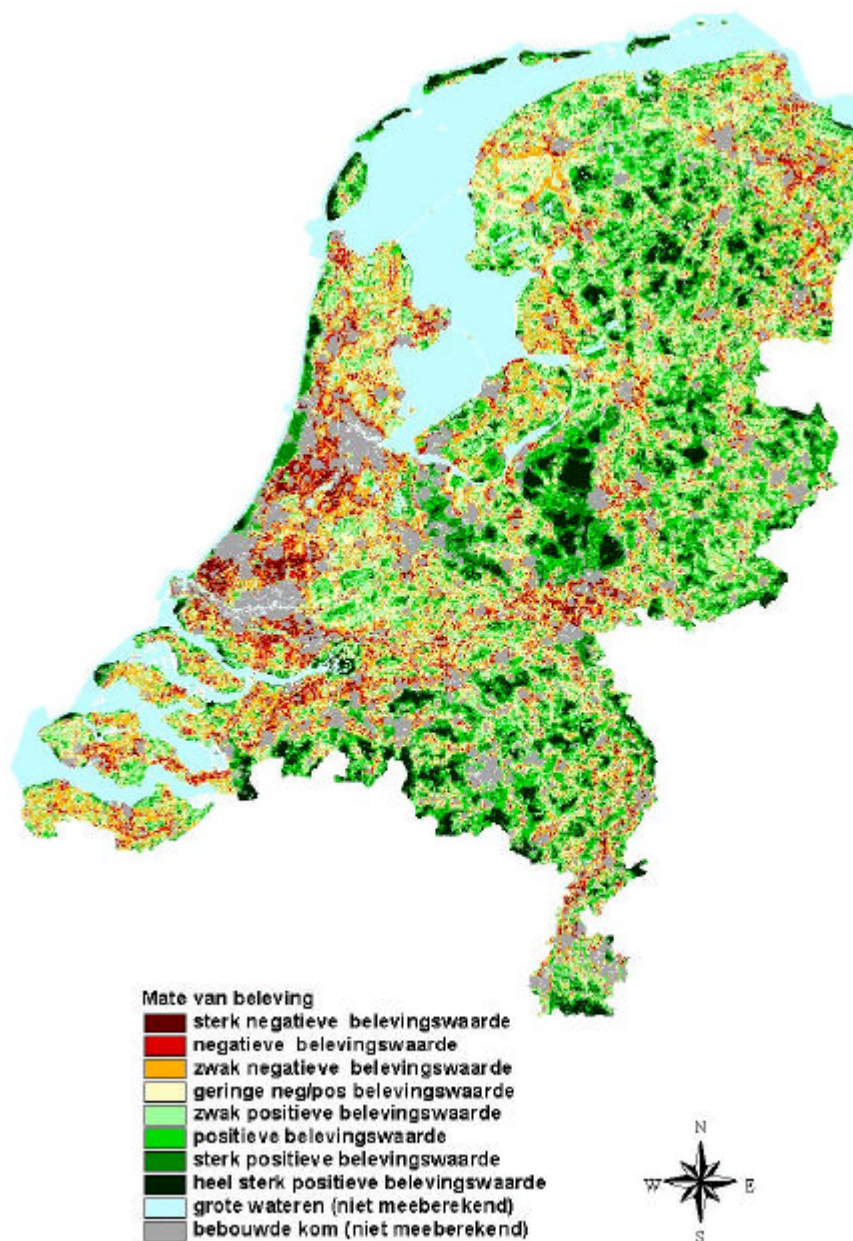 Mate van beleving
sterk negatieve belevingswaarde
negatieve belevingswaarde
zwak negatieve belevingswaarde
geringe neg/pos belevingswaarde
zwak positieve belevingswaarde
positieve belevingswaarde
sterk positieve belevingswaarde
heel sterk positieve belevingswaarde
grote wateren (niet meeberekend)
bebouwde kom (niet meeberekend)
N
W E
S